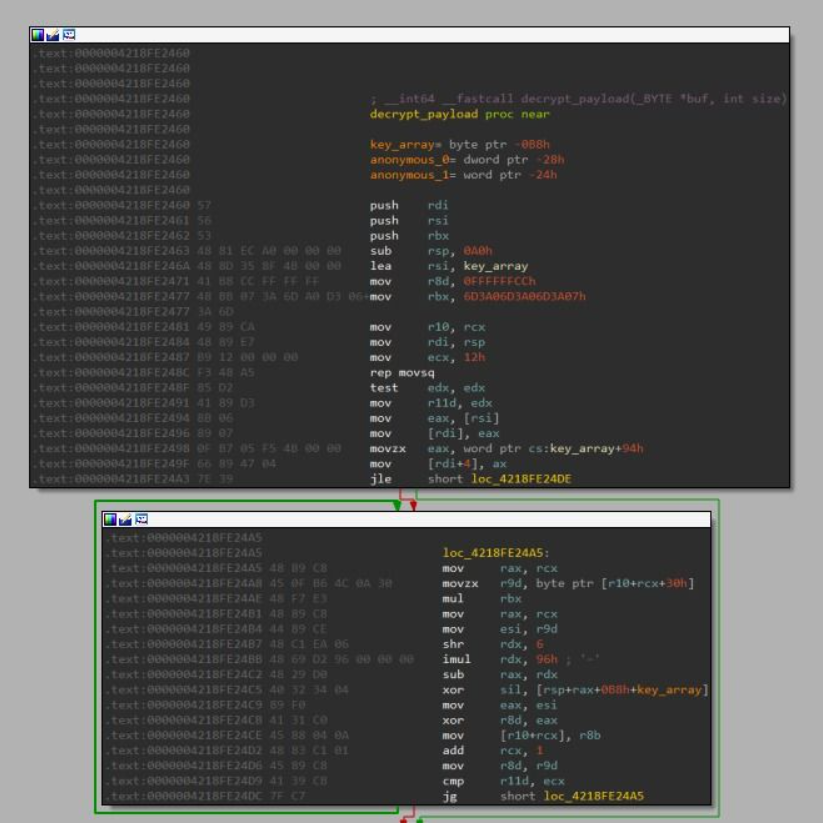 .text:0000004218FE2460
.text:0000004218FE2460
.text:0000004218FE2460
.text:0000004218FE2460 ; __int64 __fastcall decrypt_payload(_BYTE *buf, int size)
.text:0000004218FE2460 decrypt_payload proc near
.text:0000004218FE2460
.text:0000004218FE2460 key_array= byte ptr -0B8h
.text:0000004218FE2460 anonymous_0= dword ptr -28h
.text:0000004218FE2460 anonymous_1= word ptr -24h
.text:0000004218FE2460
.text:0000004218FE2460 57 push rdi
.text:0000004218FE2461 56 push rsi
.text:0000004218FE2462 53 push rbx
.text:0000004218FE2463 48 81 EC A0 00 00 00 sub rsp, 0A0h
.text:0000004218FE246A 48 8D 35 BF 4B 00 00 lea rsi, key_array
.text:0000004218FE2471 41 B8 CC FF FF FF mov r8d, 0FFFFFFCCh
.text:0000004218FE2477 48 BB 07 3A 6D A0 D3 06+mov rbx, 6D3A06D3A06D3A07h
.text:0000004218FE2477 3A 6D
.text:0000004218FE2481 49 89 CA mov r10, rcx
.text:0000004218FE2484 48 89 E7 mov rdi, rsp
.text:0000004218FE2487 B9 12 00 00 00 mov ecx, 12h
.text:0000004218FE248C F3 48 A5 rep movsq
.text:0000004218FE248F 85 D2 test edx, edx
.text:0000004218FE2491 41 89 D3 mov r11d, edx
.text:0000004218FE2494 8B 06 mov eax, [rsi]
.text:0000004218FE2496 89 07 mov [rdi], eax
.text:0000004218FE2498 0F B7 05 F5 4B 00 00 movzx eax, word ptr cs:key_array+94h
.text:0000004218FE249F 66 89 47 04 mov [rdi+4], ax
.text:0000004218FE24A3 7E 39 jle short loc_4218FE24DE
.text:0000004218FE24A5
.text:0000004218FE24A5 loc_4218FE24A5:
.text:0000004218FE24A5 48 89 C8 mov rax, rcx
.text:0000004218FE24A8 45 0F B6 4C 0A 30 movzx r9d, byte ptr [r10+rcx+30h]
.text:0000004218FE24AE 48 F7 E3 mul rbx
.text:0000004218FE24B1 48 89 C8 mov rax, rcx
.text:0000004218FE24B4 44 89 CE mov esi, r9d
.text:0000004218FE24B7 48 C1 EA 06 shr rdx, 6
.text:0000004218FE24BB 48 69 D2 96 00 00 00 imul rdx, 96h ; '-'
.text:0000004218FE24C2 48 29 D0 sub rax, rdx
.text:0000004218FE24C5 40 32 34 04 xor sil, [rsp+rax+0B8h+key_array]
.text:0000004218FE24C9 89 F0 mov eax, esi
.text:0000004218FE24CB 41 31 C0 xor r8d, eax
.text:0000004218FE24CE 45 88 04 0A mov [r10+rcx], r8b
.text:0000004218FE24D2 48 83 C1 01 add rcx, 1
.text:0000004218FE24D6 45 89 C8 mov r8d, r9d
.text:0000004218FE24D9 41 39 CB cmp r11d, ecx
.text:0000004218FE24DC 7F C7 jg short loc_4218FE24A5